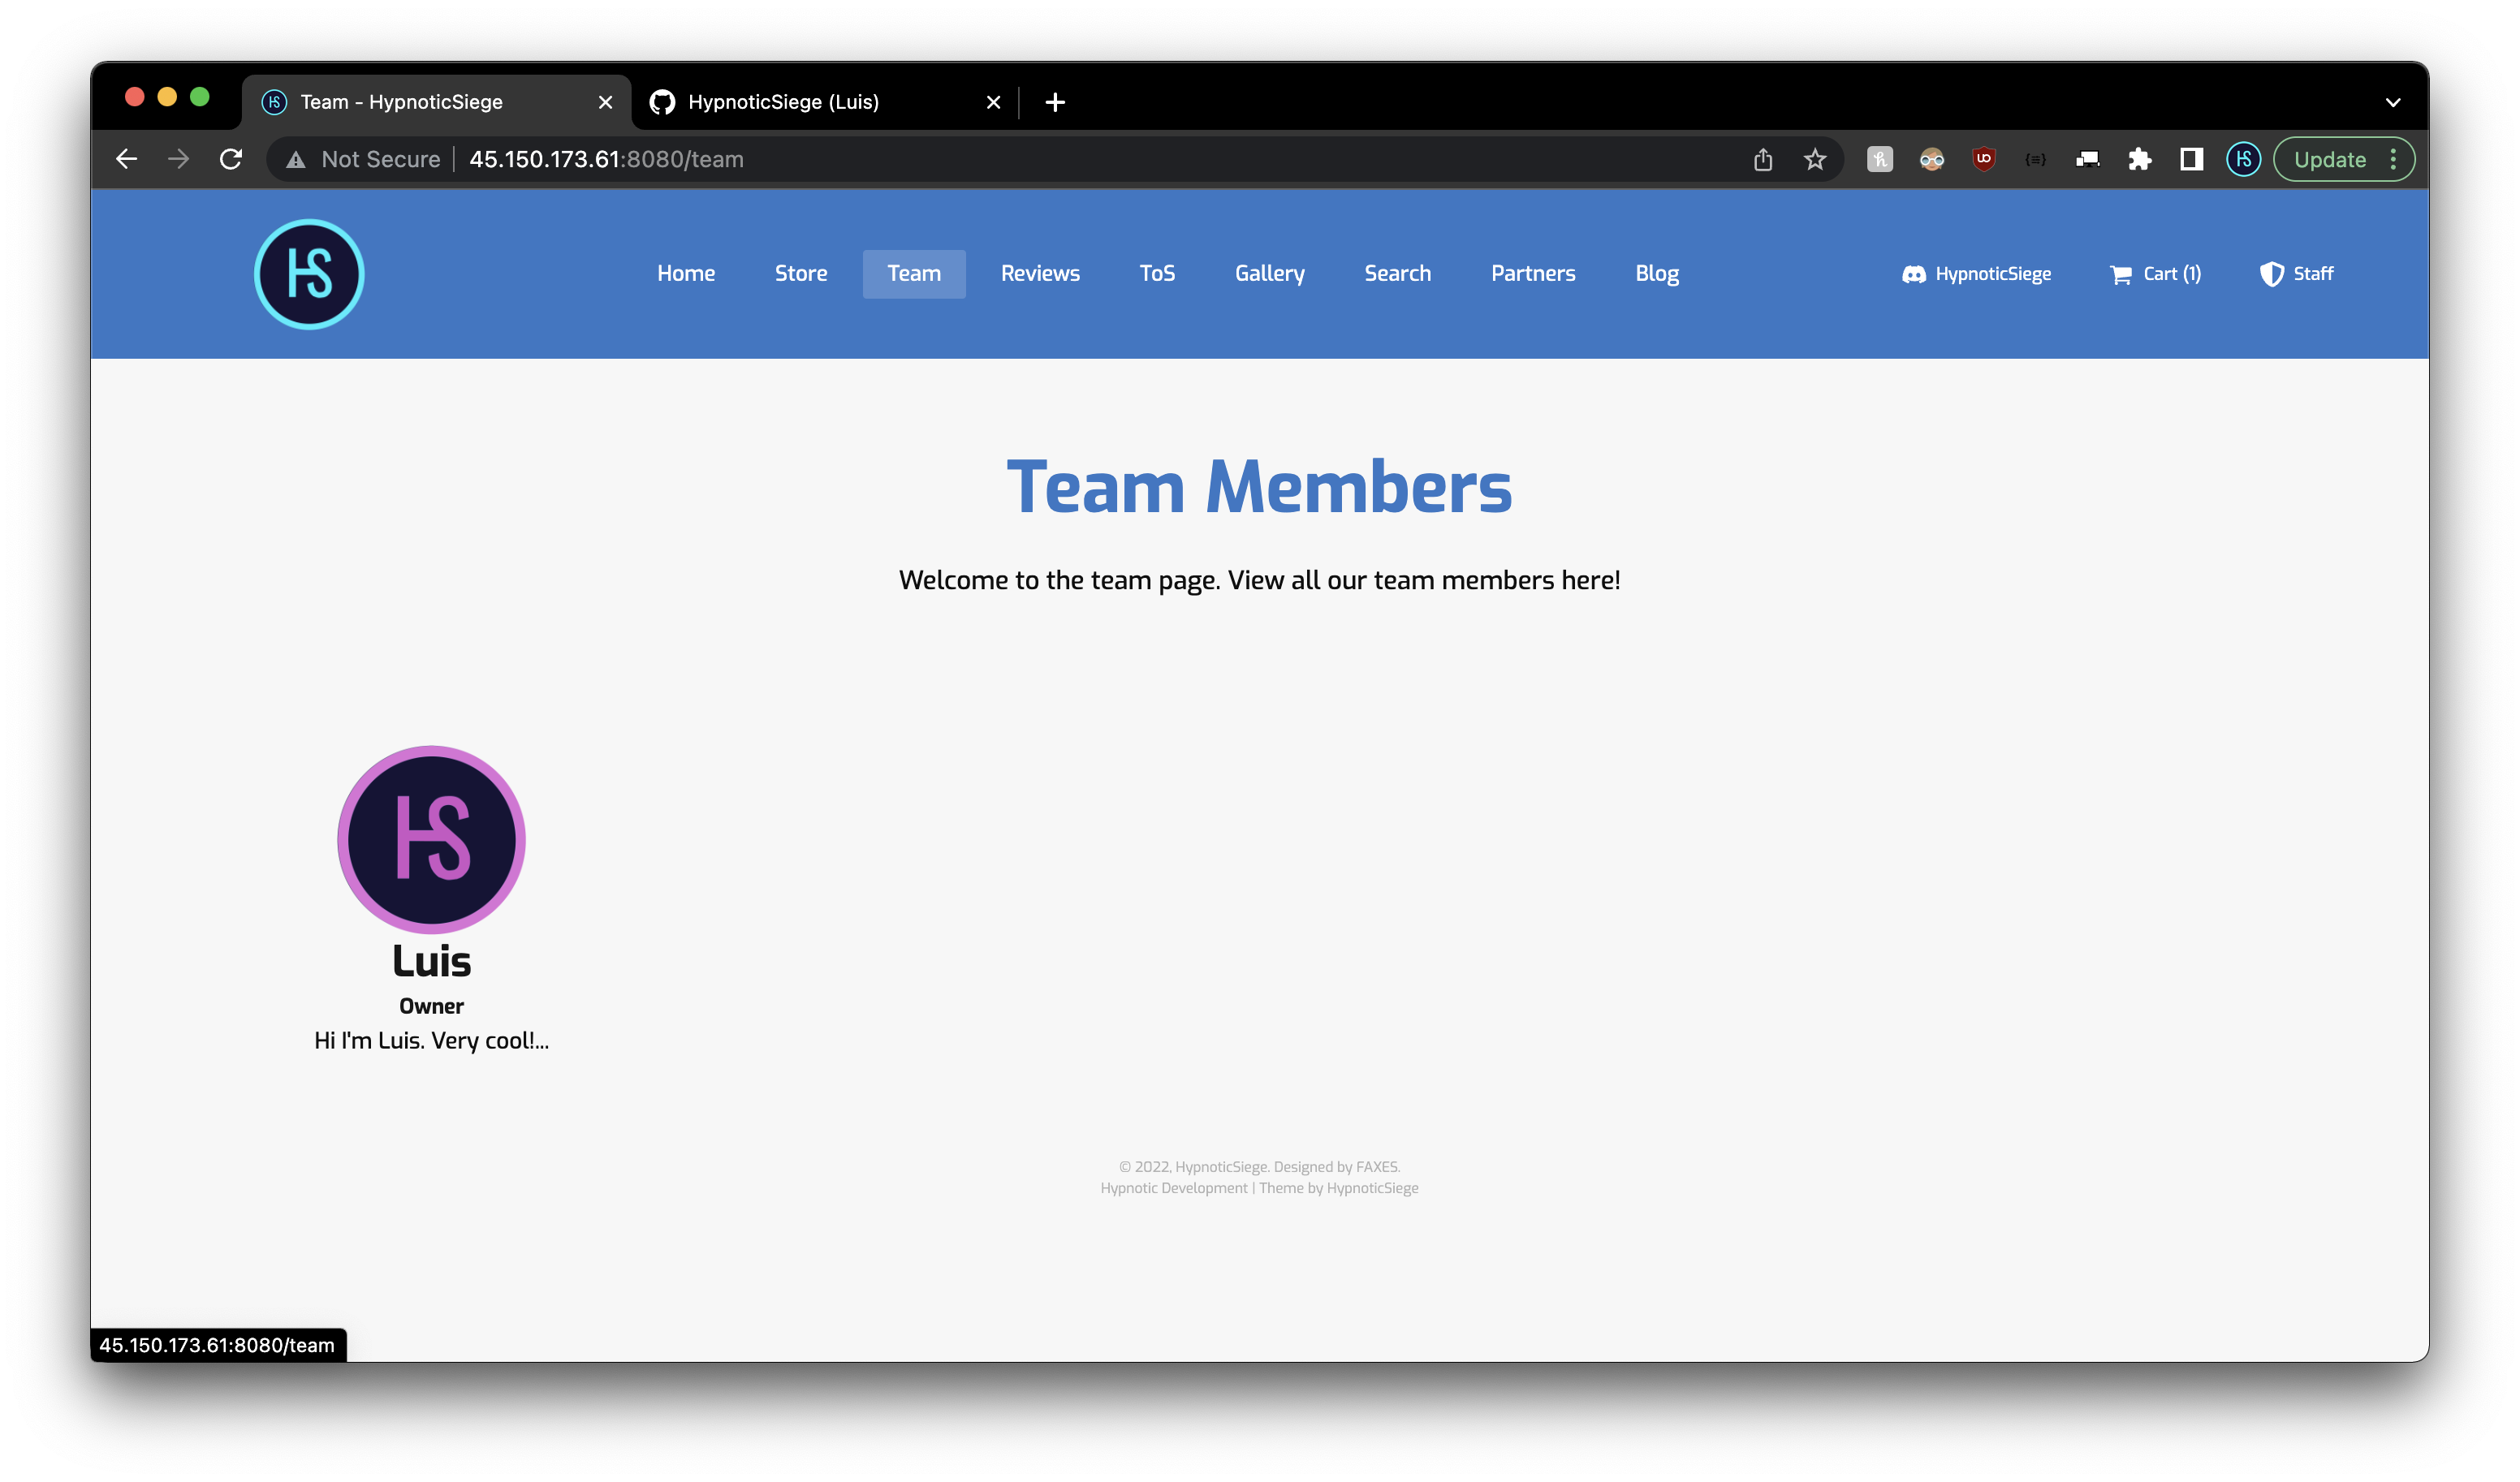 Team - HypnoticSiege
HypnoticSiege (Luis)
Not Secure
45.150.173.61:8080/team
Update
HS
Home
Store
Team
Reviews
ToS
Gallery
Search
Partners
Blog
HypnoticSiege
Cart (1)
Staff
Team Members
Welcome to the team page. View all our team members here!
HS
Luis
Owner
Hi I'm Luis. Very cool!...
© 2022, HypnoticSiege. Designed by FAXES.
Hypnotic Development | Theme by HypnoticSiege
45.150.173.61:8080/team